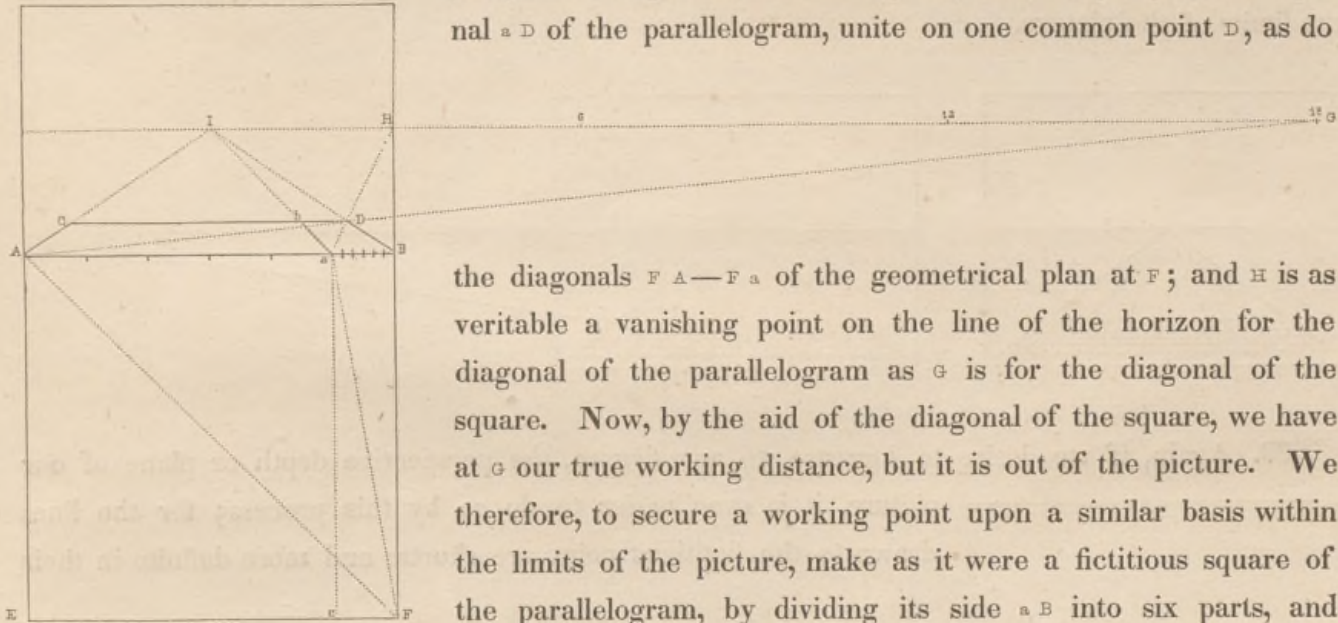 nal a D of the parallelogram, unite on one common point D, as do
I H 6 12 18 G
C b D
A a B
the diagonals F A—F a of the geometrical plan at F; and H is as
veritable a vanishing point on the line of the horizon for the
diagonal of the parallelogram as G is for the diagonal of the
square. Now, by the aid of the diagonal of the square, we have
at G our true working distance, but it is out of the picture. We
therefore, to secure a working point upon a similar basis within
the limits of the picture, make as it were a fictitious square of
the parallelogram, by dividing its side a B into six parts, and
E c F